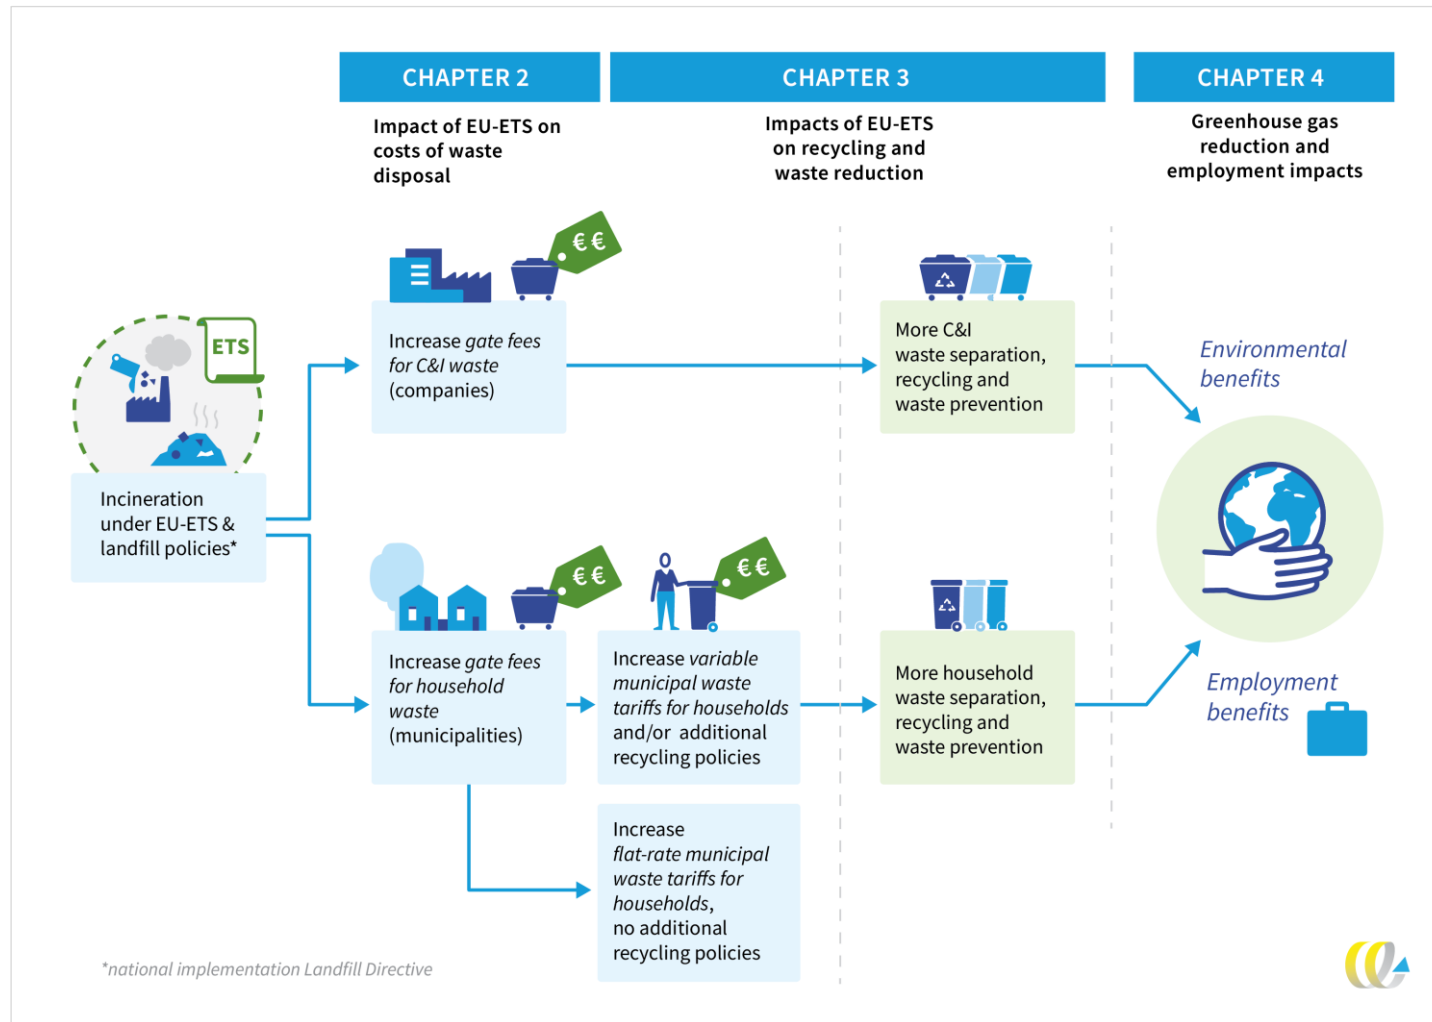 CHAPTER 2
CHAPTER 3
CHAPTER 4
Impact of EU-ETS on
costs of waste
disposal
Impacts of EU-ETS
on recycling and
waste reduction
Greenhouse gas
reduction and
employment impacts
ETS
Incineration
under EU-ETS &
landfill policies*
€€
Increase gate fees
for C&I waste
(companies)
More C&I
waste separation,
recycling and
waste prevention
Environmental
benefits
€€
Increase gate fees
for household
waste
(municipalities)
€€
Increase variable
municipal waste
tariffs for households
and/or additional
recycling policies
More household
waste separation,
recycling and
waste prevention
Employment
benefits
Increase
flat-rate municipal
waste tariffs for
households,
no additional
recycling policies
*national implementation Landfill Directive